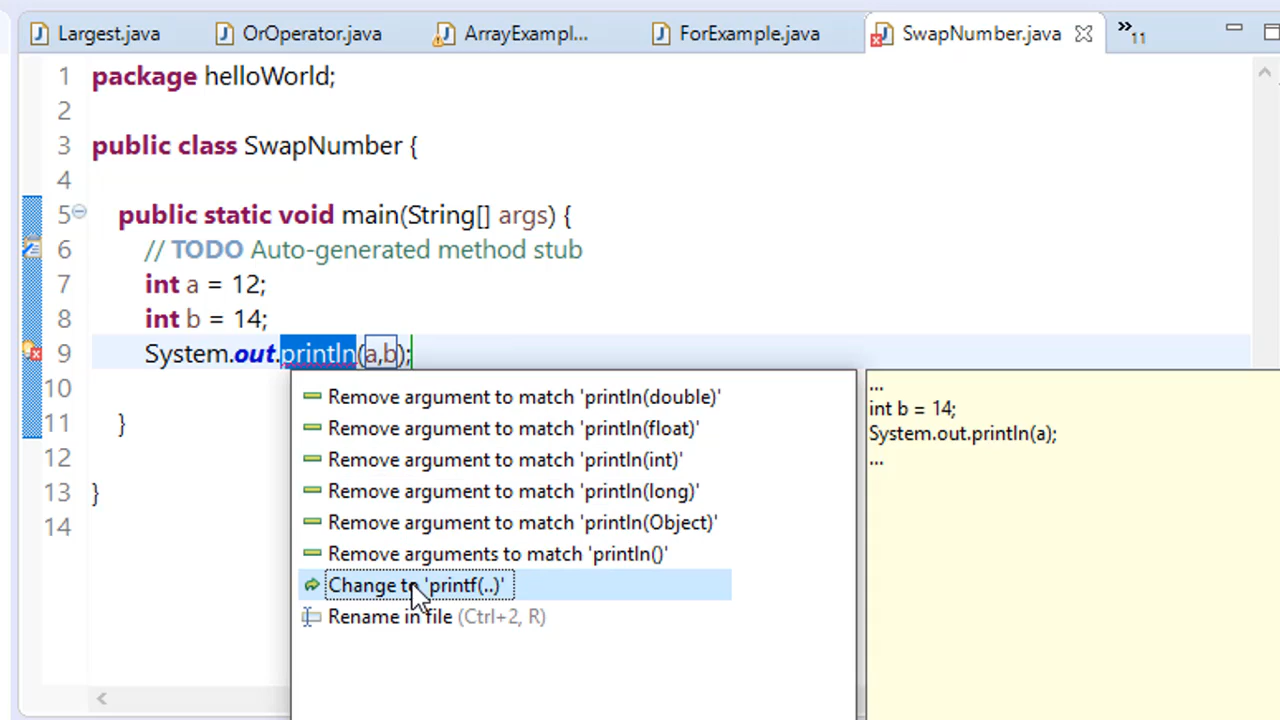 Largest.java OrOperator.java ArrayExampl... ForExample.java SwapNumber.java »11
1 package helloWorld;
2
3 public class SwapNumber {
4
5 public static void main(String[] args) {
6 // TODO Auto-generated method stub
7 int a = 12;
8 int b = 14;
9 System.out.println(a,b);
10
11 }
12
13 }
14
Remove argument to match 'println(double)'
Remove argument to match 'println(float)'
Remove argument to match 'println(int)'
Remove argument to match 'println(long)'
Remove argument to match 'println(Object)'
Remove arguments to match 'println()'
Change to 'printf(..)'
Rename in file (Ctrl+2, R)
...
int b = 14;
System.out.println(a);
...